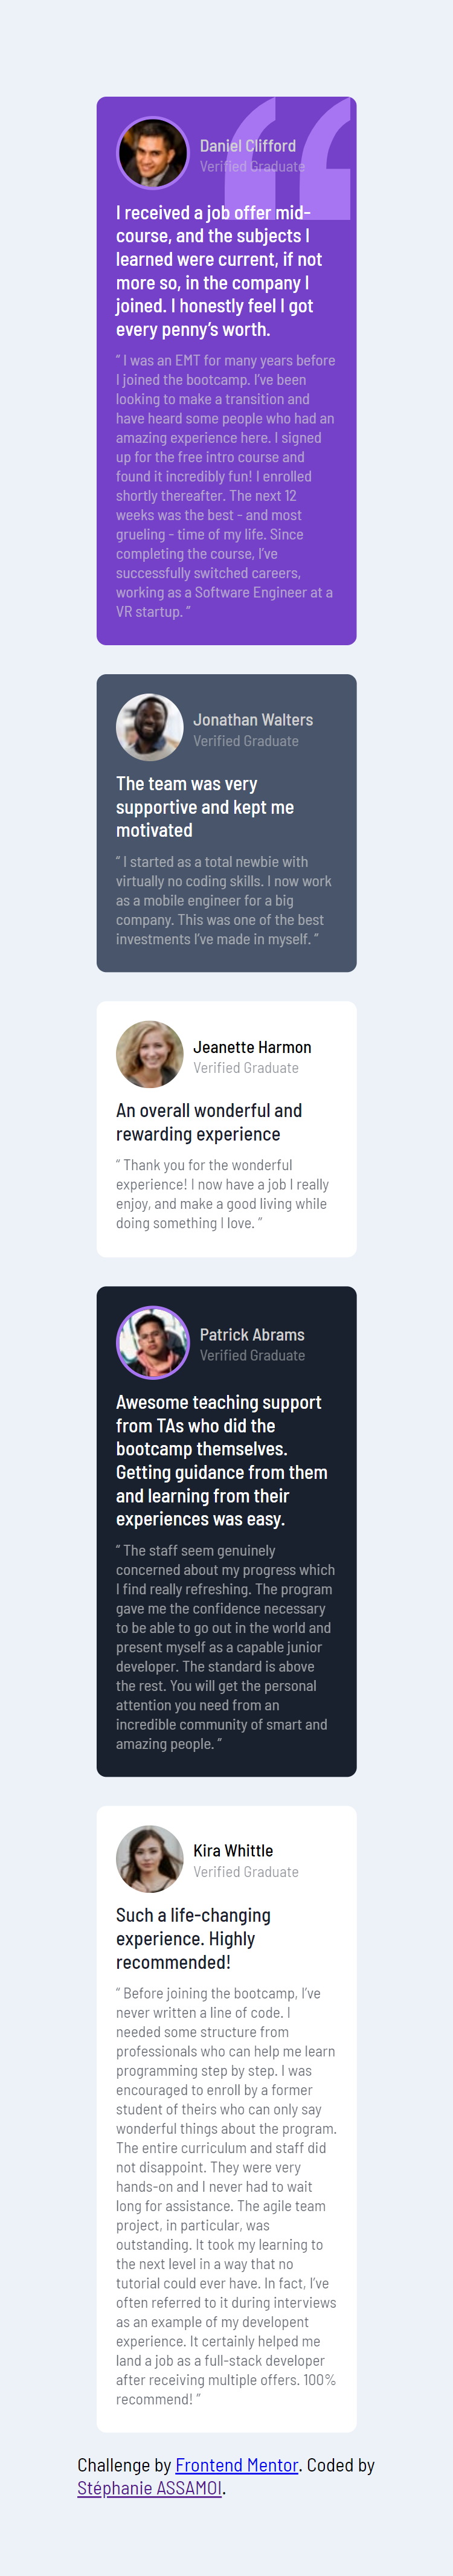 Daniel Clifford
Verified Graduate
I received a job offer mid-
course, and the subjects I
learned were current, if not
more so, in the company I
joined. I honestly feel I got
every penny’s worth.
“ I was an EMT for many years before
I joined the bootcamp. I’ve been
looking to make a transition and
have heard some people who had an
amazing experience here. I signed
up for the free intro course and
found it incredibly fun! I enrolled
shortly thereafter. The next 12
weeks was the best - and most
grueling - time of my life. Since
completing the course, I’ve
successfully switched careers,
working as a Software Engineer at a
VR startup. ”
Jonathan Walters
Verified Graduate
The team was very
supportive and kept me
motivated
“ I started as a total newbie with
virtually no coding skills. I now work
as a mobile engineer for a big
company. This was one of the best
investments I’ve made in myself. ”
Jeanette Harmon
Verified Graduate
An overall wonderful and
rewarding experience
“ Thank you for the wonderful
experience! I now have a job I really
enjoy, and make a good living while
doing something I love. ”
Patrick Abrams
Verified Graduate
Awesome teaching support
from TAs who did the
bootcamp themselves.
Getting guidance from them
and learning from their
experiences was easy.
“ The staff seem genuinely
concerned about my progress which
I find really refreshing. The program
gave me the confidence necessary
to be able to go out in the world and
present myself as a capable junior
developer. The standard is above
the rest. You will get the personal
attention you need from an
incredible community of smart and
amazing people. ”
Kira Whittle
Verified Graduate
Such a life-changing
experience. Highly
recommended!
“ Before joining the bootcamp, I’ve
never written a line of code. I
needed some structure from
professionals who can help me learn
programming step by step. I was
encouraged to enroll by a former
student of theirs who can only say
wonderful things about the program.
The entire curriculum and staff did
not disappoint. They were very
hands-on and I never had to wait
long for assistance. The agile team
project, in particular, was
outstanding. It took my learning to
the next level in a way that no
tutorial could ever have. In fact, I’ve
often referred to it during interviews
as an example of my developent
experience. It certainly helped me
land a job as a full-stack developer
after receiving multiple offers. 100%
recommend! ”
Challenge by Frontend Mentor. Coded by
Stéphanie ASSAMOI.